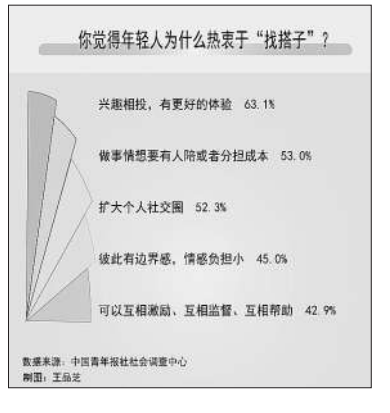 你觉得年轻人为什么热衷于“找搭子”？
兴趣相投，有更好的体验 63.1%
做事情想要有人陪或者分担成本 53.0%
扩大个人社交圈 52.3%
彼此有边界感，情感负担小 45.0%
可以互相激励、互相监督、互相帮助 42.9%
数据来源：中国青年报社社会调查中心
制图：王品芝